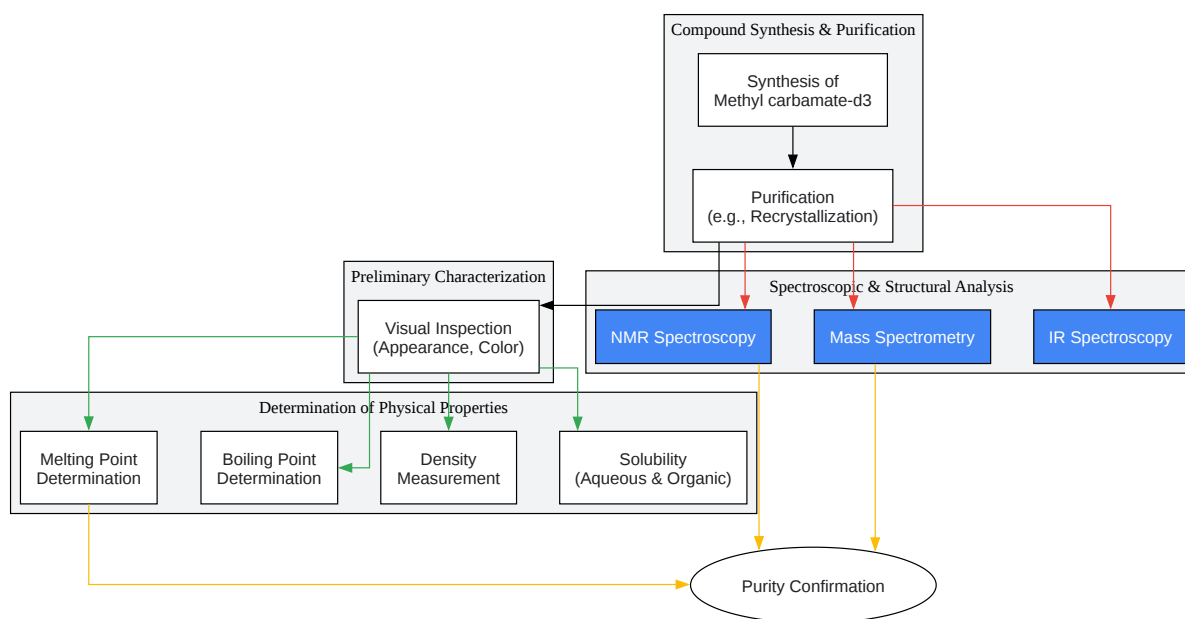 Compound Synthesis & Purification
Synthesis of
Methyl carbamate-d3
Purification
(e.g., Recrystallization)
Preliminary Characterization
Spectroscopic & Structural Analysis
Visual Inspection
(Appearance, Color)
NMR Spectroscopy
Mass Spectrometry
IR Spectroscopy
Determination of Physical Properties
Melting Point
Determination
Boiling Point
Determination
Density
Measurement
Solubility
(Aqueous & Organic)
Purity Confirmation